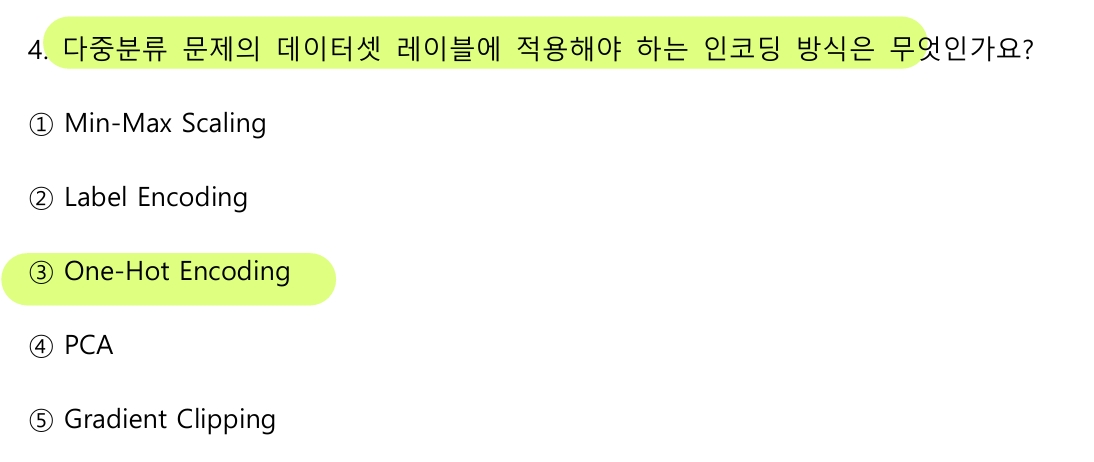 4. 다중분류 문제의 데이터셋 레이블에 적용해야 하는 인코딩 방식은 무엇인가요?
① Min-Max Scaling
② Label Encoding
③ One-Hot Encoding
④ PCA
⑤ Gradient Clipping